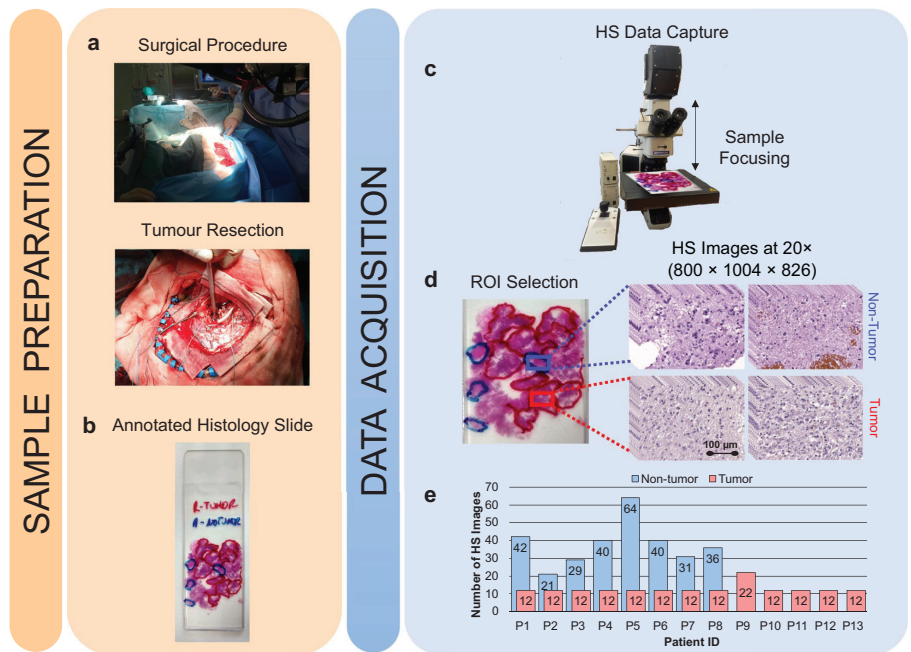 SAMPLE PREPARATION
a
Surgical Procedure
Tumour Resection
b
Annotated Histology Slide
R-TUMOR
A-NOTUMOR
DATA ACQUISITION
HS Data Capture
c
Sample
Focusing
HS Images at 20×
(800 × 1004 × 826)
d
ROI Selection
Non-Tumor
Tumor
100 µm
e
Non-tumor
Tumor
Number of HS Images
70
60
50
40
30
20
10
0
42
21
29
40
64
40
31
36
22
12 12 12 12 12 12 12 12 12 12 12 12
P1 P2 P3 P4 P5 P6 P7 P8 P9 P10 P11 P12 P13
Patient ID